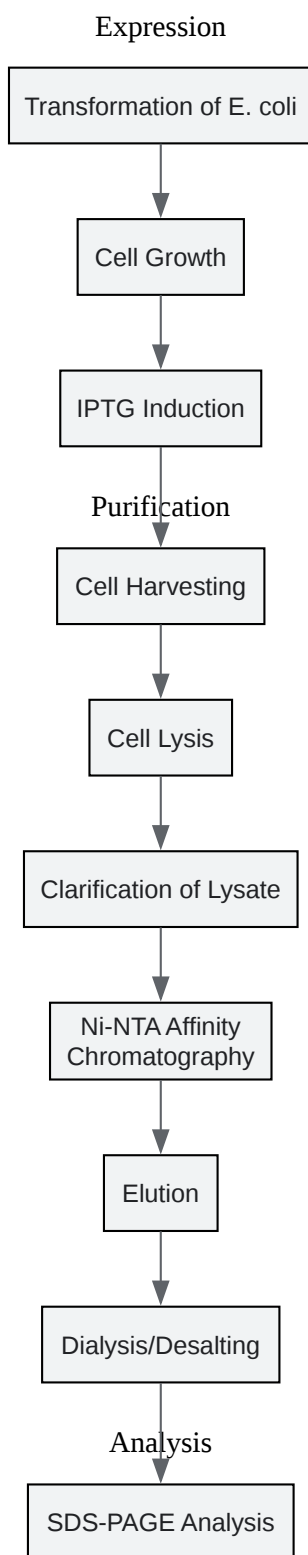 Expression
Transformation of E. coli
Cell Growth
IPTG Induction
Purification
Cell Harvesting
Cell Lysis
Clarification of Lysate
Ni-NTA Affinity
Chromatography
Elution
Dialysis/Desalting
Analysis
SDS-PAGE Analysis